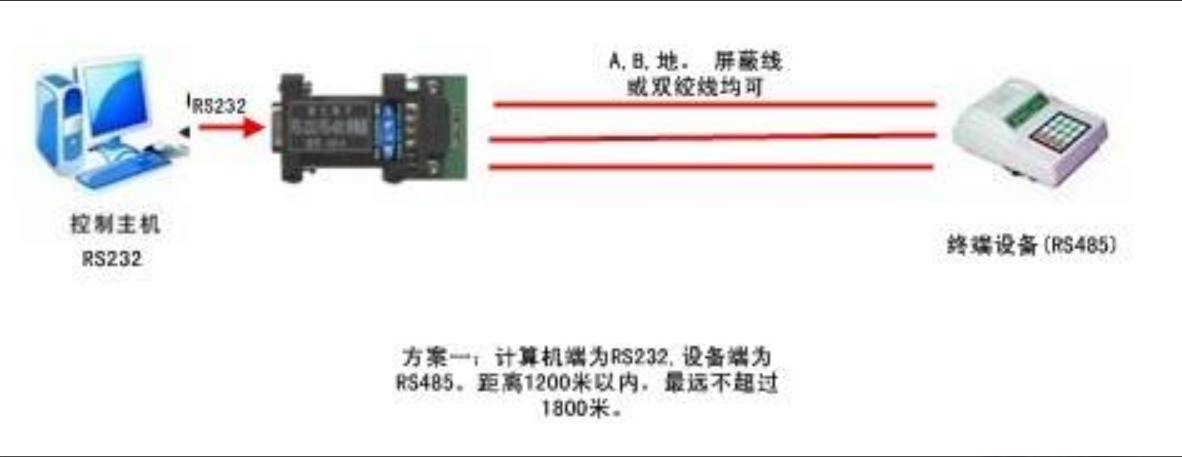 A,B,地。 屏蔽线
或双绞线均可
RS232
控制主机
RS232
终端设备(RS485)
方案一；计算机端为RS232,设备端为
RS485。距离1200米以内，最远不超过
1800米。